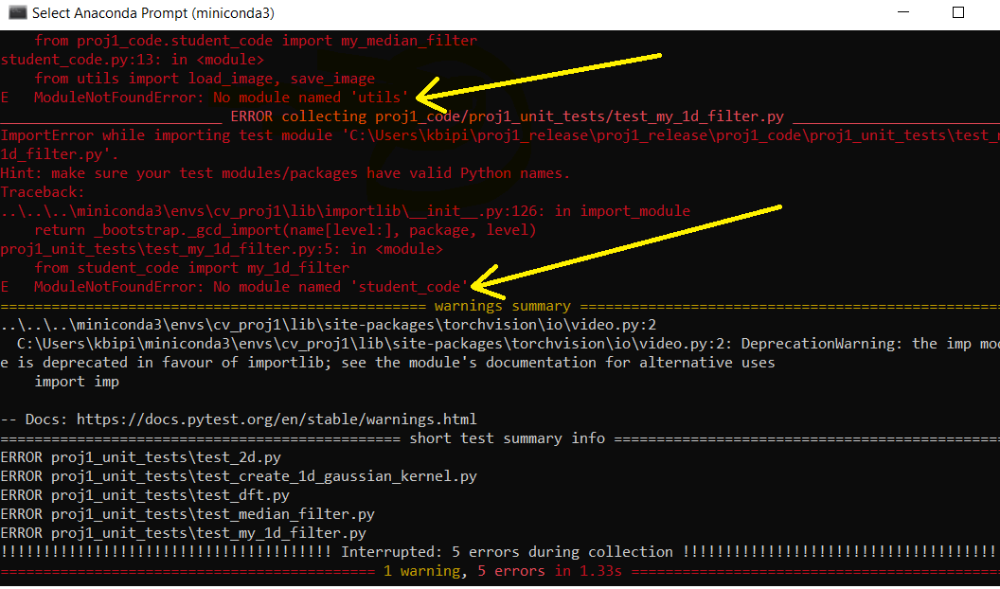 Select Anaconda Prompt (miniconda3)
from proj1_code.student_code import my_median_filter
student_code.py:13: in <module>
from utils import load_image, save_image
E   ModuleNotFoundError: No module named 'utils'
__________________________ ERROR collecting proj1_code/proj1_unit_tests/test_my_1d_filter.py _________________________
ImportError while importing test module 'C:\Users\kbipi\proj1_release\proj1_release\proj1_code\proj1_unit_tests\test_m
1d_filter.py'.
Hint: make sure your test modules/packages have valid Python names.
Traceback:
..\..\..\miniconda3\envs\cv_proj1\lib\importlib\__init__.py:126: in import_module
return _bootstrap._gcd_import(name[level:], package, level)
proj1_unit_tests\test_my_1d_filter.py:5: in <module>
from student_code import my_1d_filter
E   ModuleNotFoundError: No module named 'student_code'
================================================== warnings summary ==================================================
..\..\..\miniconda3\envs\cv_proj1\lib\site-packages\torchvision\io\video.py:2
C:\Users\kbipi\miniconda3\envs\cv_proj1\lib\site-packages\torchvision\io\video.py:2: DeprecationWarning: the imp mod
e is deprecated in favour of importlib; see the module's documentation for alternative uses
import imp
-- Docs: https://docs.pytest.org/en/stable/warnings.html
=============================================== short test summary info ==============================================
ERROR proj1_unit_tests\test_2d.py
ERROR proj1_unit_tests\test_create_1d_gaussian_kernel.py
ERROR proj1_unit_tests\test_dft.py
ERROR proj1_unit_tests\test_median_filter.py
ERROR proj1_unit_tests\test_my_1d_filter.py
!!!!!!!!!!!!!!!!!!!!!!!!!!!!!!!!!!!!!!! Interrupted: 5 errors during collection !!!!!!!!!!!!!!!!!!!!!!!!!!!!!!!!!!!!!
============================================ 1 warning, 5 errors in 1.33s ===========================================